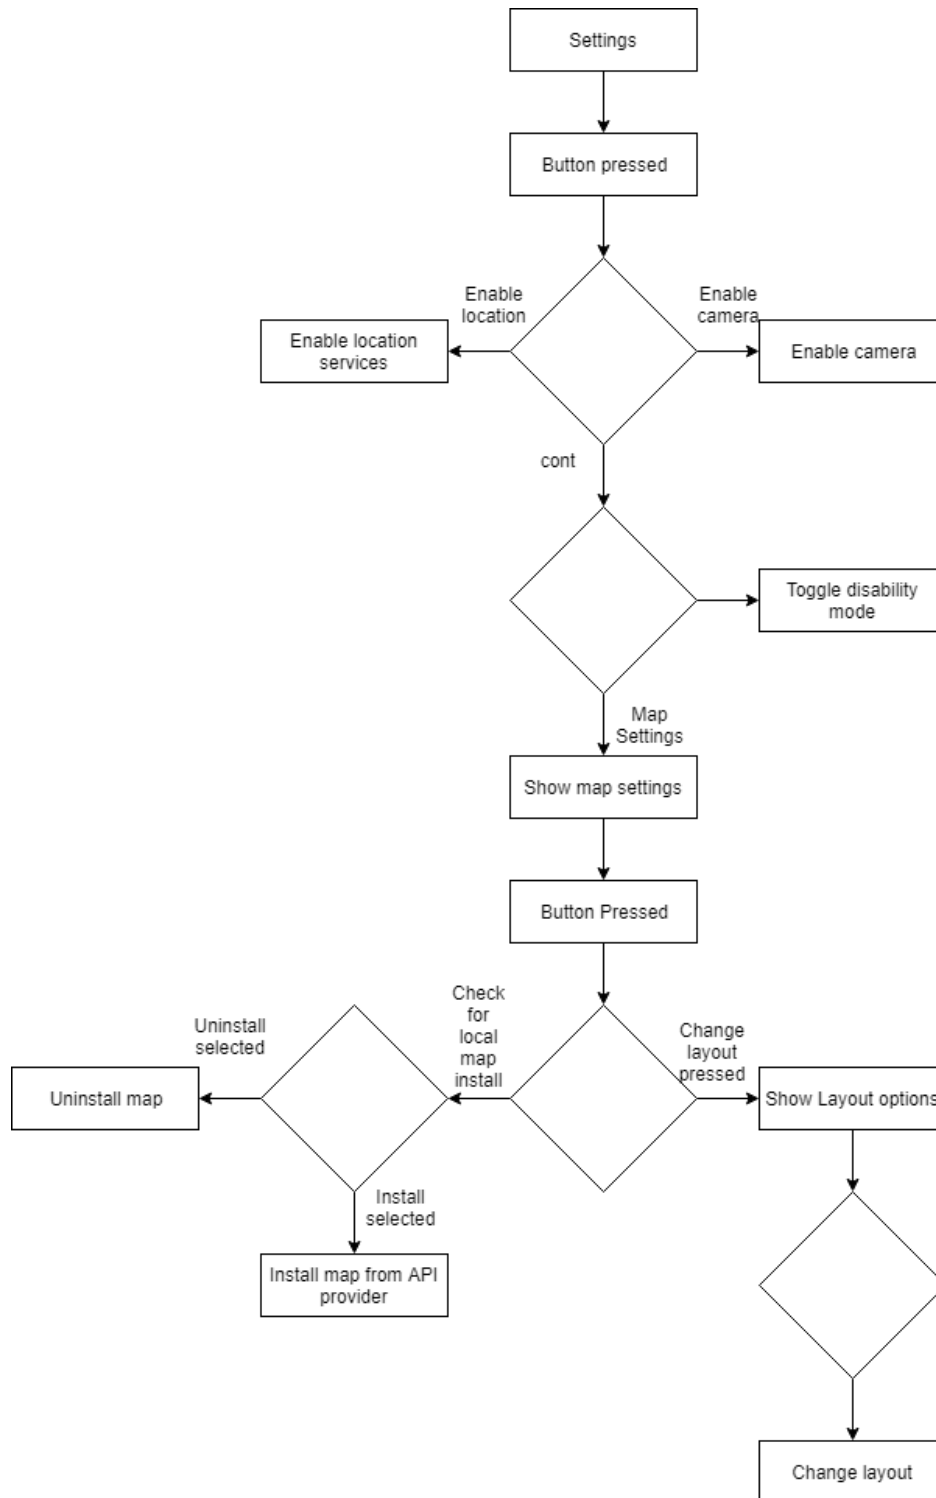 Settings
Button pressed
Enable
location
Enable
camera
Enable location
services
Enable camera
cont
Toggle disability
mode
Map
Settings
Show map settings
Button Pressed
Check
for
local
map
install
Uninstall
selected
Change
layout
pressed
Uninstall map
Show Layout options
Install
selected
Install map from API
provider
Change layout